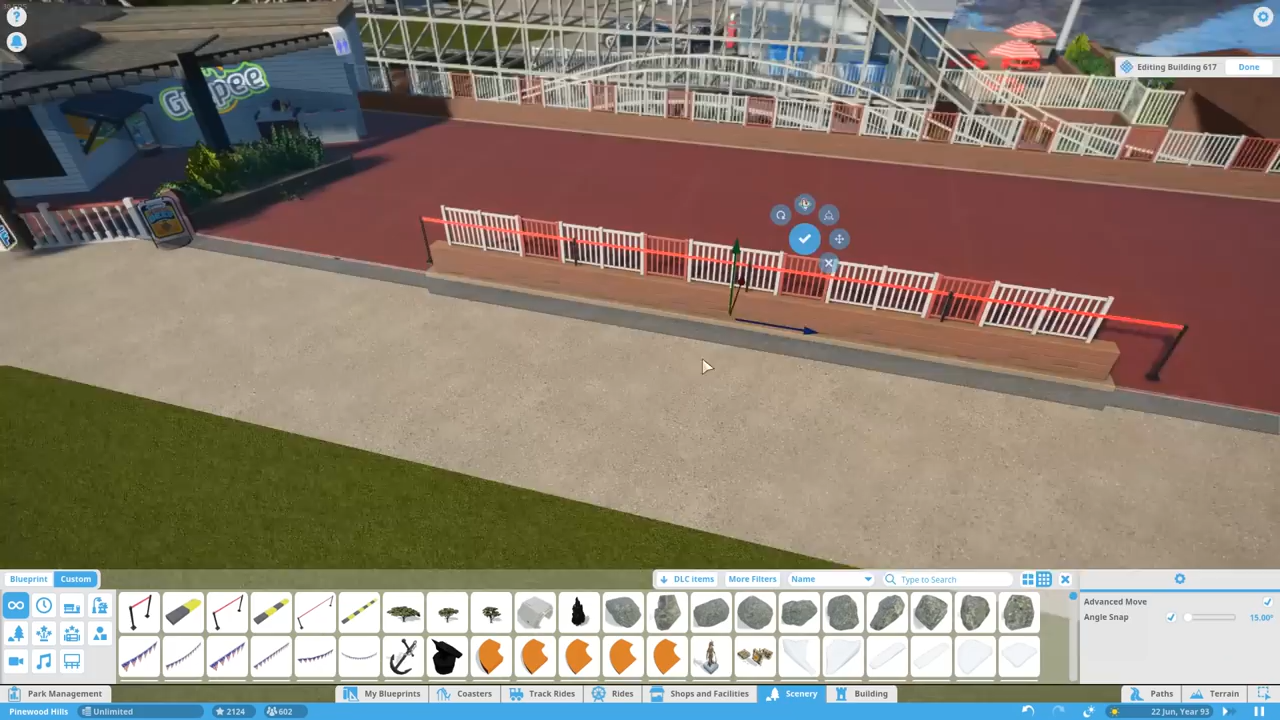 Gulpee
Editing Building 617
Done
Blueprint
Custom
DLC items
More Filters
Name
Type to Search
Advanced Move
Angle Snap
15.00°
Park Management
My Blueprints
Coasters
Track Rides
Rides
Shops and Facilities
Scenery
Building
Paths
Terrain
Pinewood Hills
Unlimited
2124
602
22 Jun, Year 93